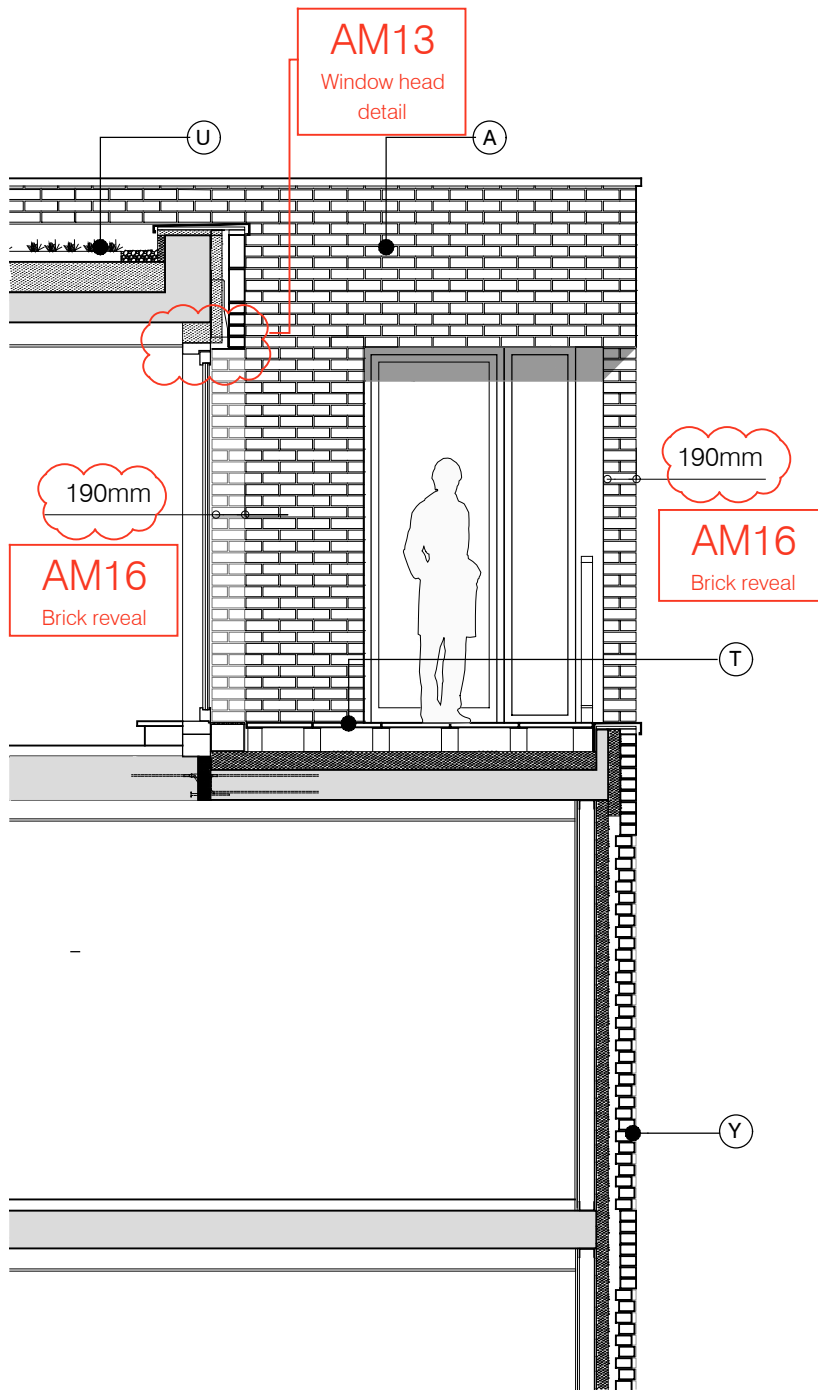 AM13
Window head
detail
U
A
190mm
190mm
AM16
Brick reveal
AM16
Brick reveal
T
Y